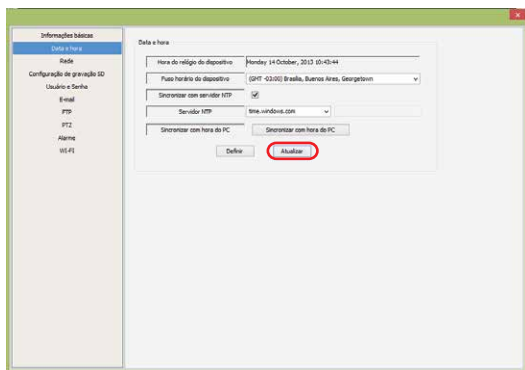 Informações básicas
Data e hora
Rede
Configuração de gravação SD
Usuário e Senha
E-mail
FTP
PTZ
Alarme
WI-FI
Data e hora
Hora do relógio do dispositivo Monday 14 October, 2013 10:43:44
Fuso horário do dispositivo (GMT -03:00) Brasilia, Buenos Aires, Georgetown
Sincronizar com servidor NTP
Servidor NTP time.windows.com
Sincronizar com hora do PC Sincronizar com hora do PC
Definir Atualizar